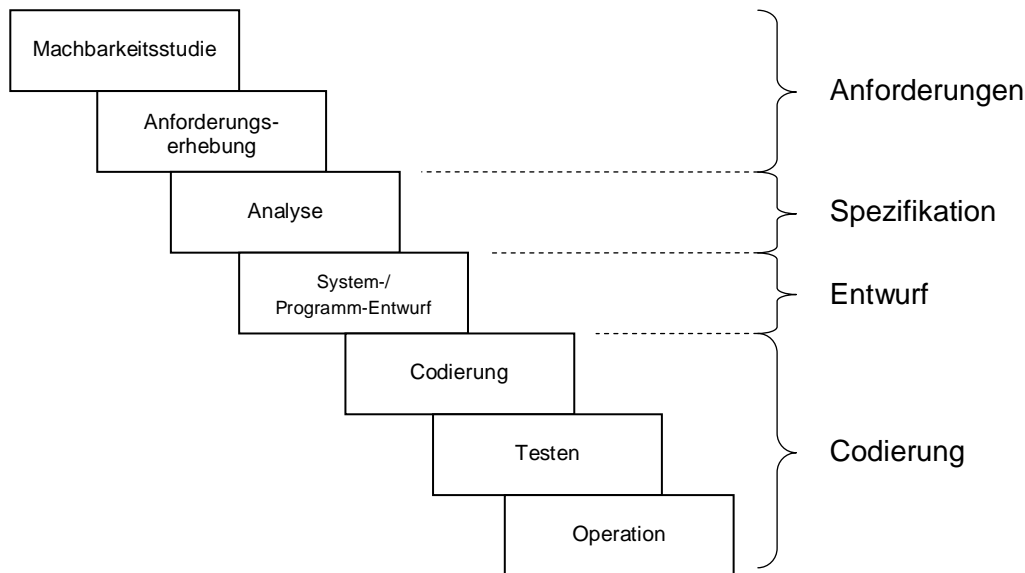 Machbarkeitsstudie
Anforderungen
Anforderungs-
erhebung
Analyse
Spezifikation
System-/
Programm-Entwurf
Entwurf
Codierung
Testen
Codierung
Operation